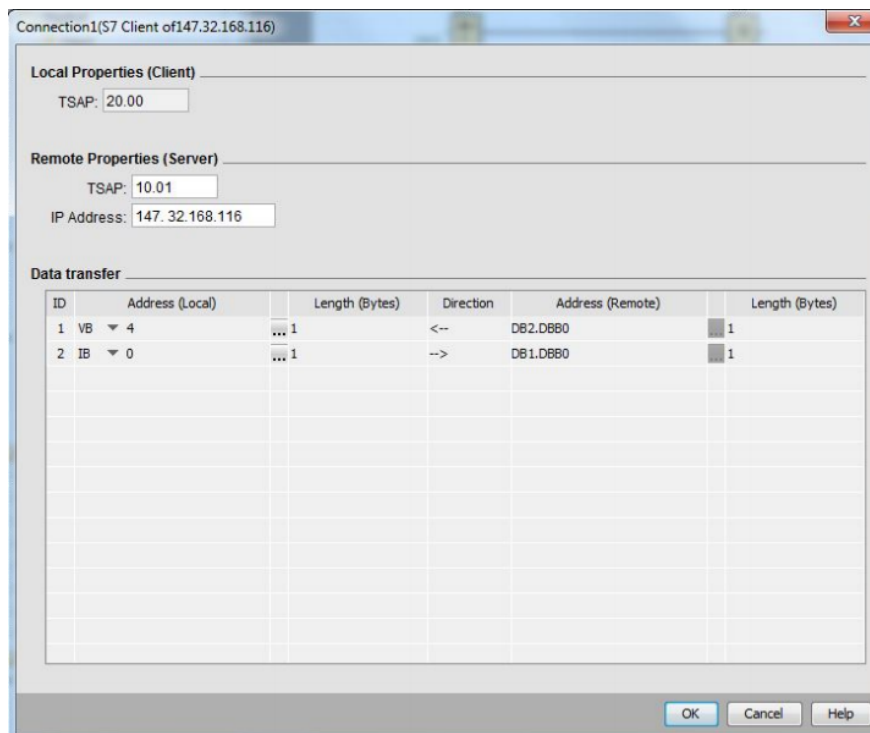 Connection1(S7 Client of147.32.168.116)
Local Properties (Client)
TSAP: 20.00
Remote Properties (Server)
TSAP: 10.01
IP Address: 147. 32.168.116
Data transfer
ID Address (Local) Length (Bytes) Direction Address (Remote) Length (Bytes)
1 VB 4 ... 1 <-- DB2.DBB0 ... 1
2 IB 0 ... 1 --> DB1.DBB0 ... 1
OK Cancel Help